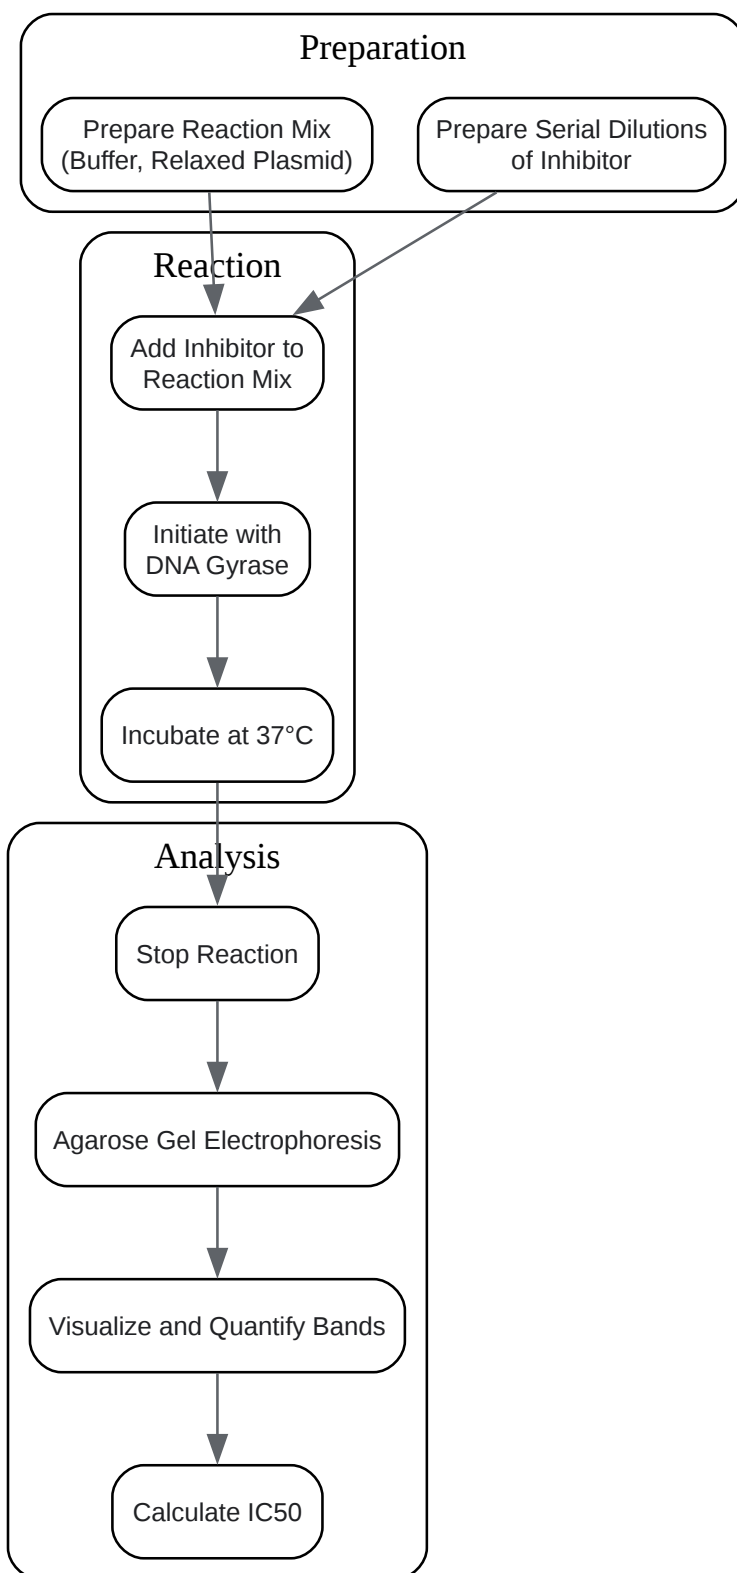 Preparation
Prepare Reaction Mix
(Buffer, Relaxed Plasmid)
Prepare Serial Dilutions
of Inhibitor
Reaction
Add Inhibitor to
Reaction Mix
Initiate with
DNA Gyrase
Incubate at 37°C
Analysis
Stop Reaction
Agarose Gel Electrophoresis
Visualize and Quantify Bands
Calculate IC50